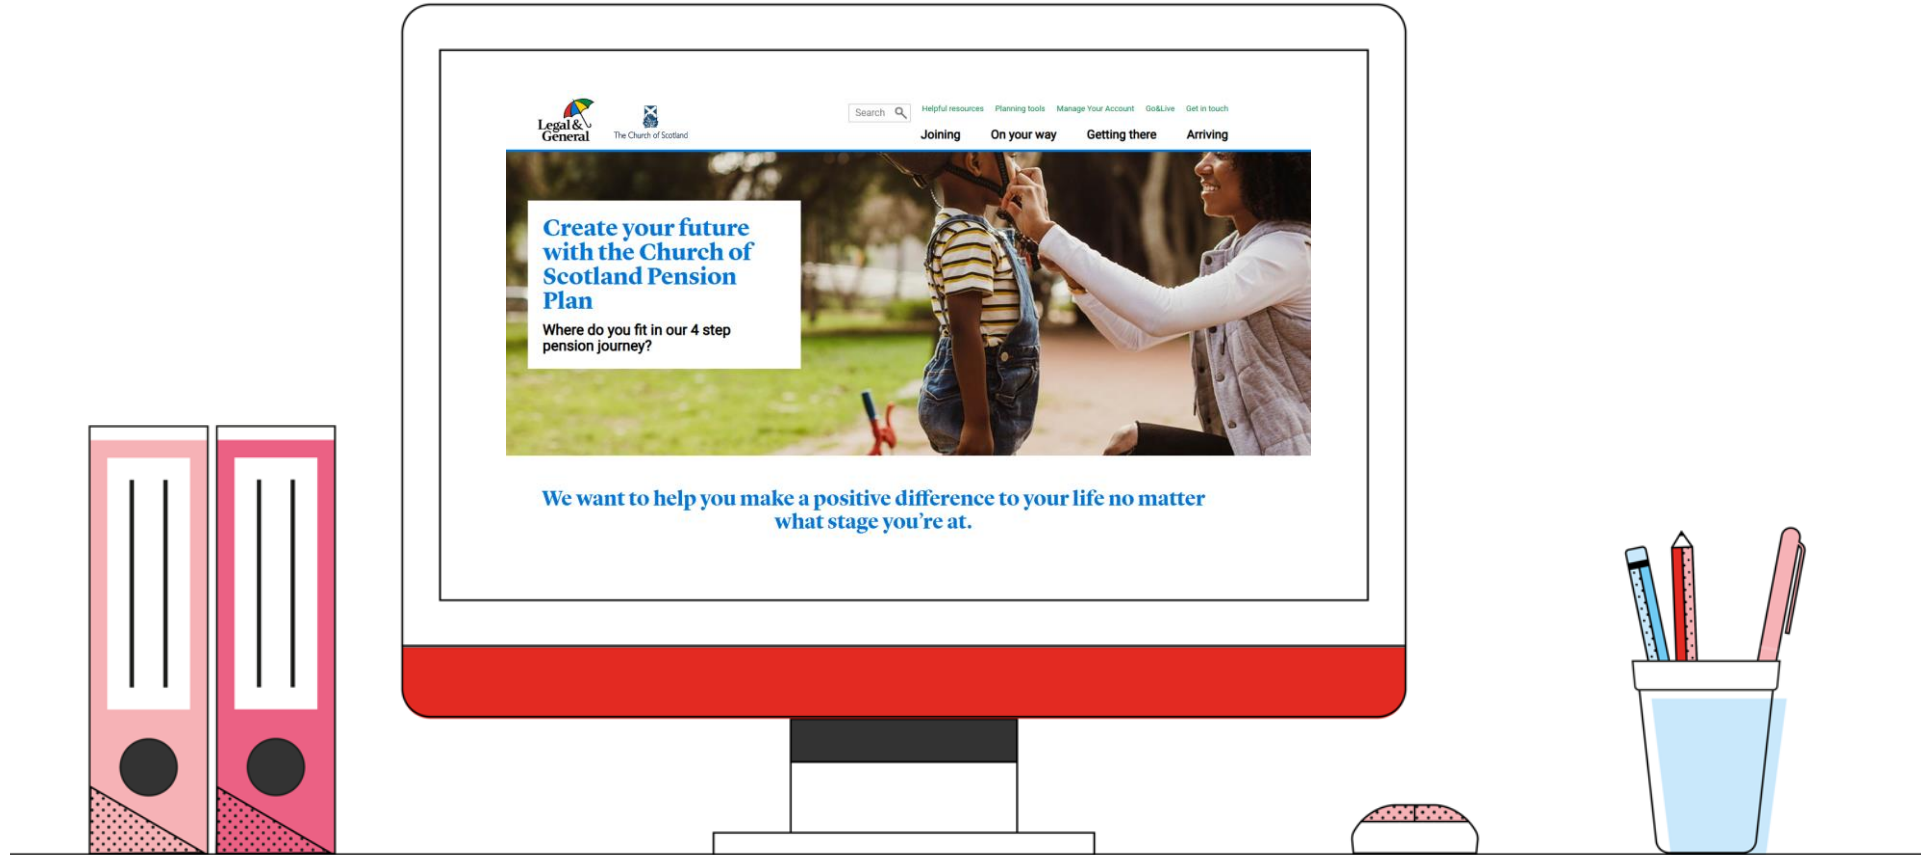 Legal &
General
The Church of Scotland
Search
Helpful resources Planning tools Manage Your Account Go&Live Get in touch
Joining On your way Getting there Arriving
Create your future
with the Church of
Scotland Pension
Plan
Where do you fit in our 4 step
pension journey?
We want to help you make a positive difference to your life no matter
what stage you're at.